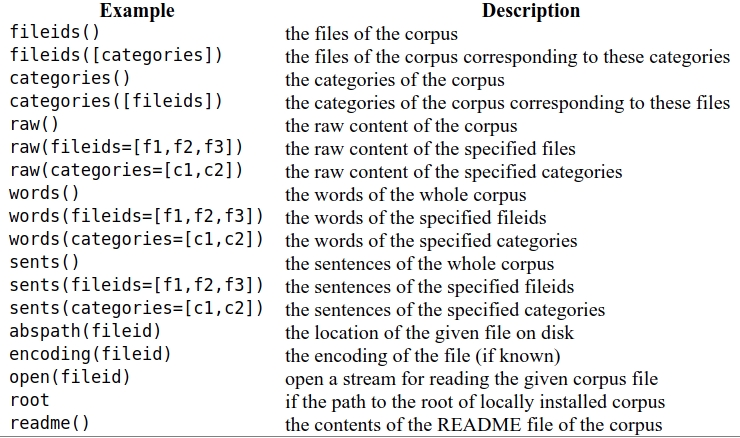 Example Description
fileids() the files of the corpus
fileids([categories]) the files of the corpus corresponding to these categories
categories() the categories of the corpus
categories([fileids]) the categories of the corpus corresponding to these files
raw() the raw content of the corpus
raw(fileids=[f1,f2,f3]) the raw content of the specified files
raw(categories=[c1,c2]) the raw content of the specified categories
words() the words of the whole corpus
words(fileids=[f1,f2,f3]) the words of the specified fileids
words(categories=[c1,c2]) the words of the specified categories
sents() the sentences of the whole corpus
sents(fileids=[f1,f2,f3]) the sentences of the specified fileids
sents(categories=[c1,c2]) the sentences of the specified categories
abspath(fileid) the location of the given file on disk
encoding(fileid) the encoding of the file (if known)
open(fileid) open a stream for reading the given corpus file
root if the path to the root of locally installed corpus
readme() the contents of the README file of the corpus